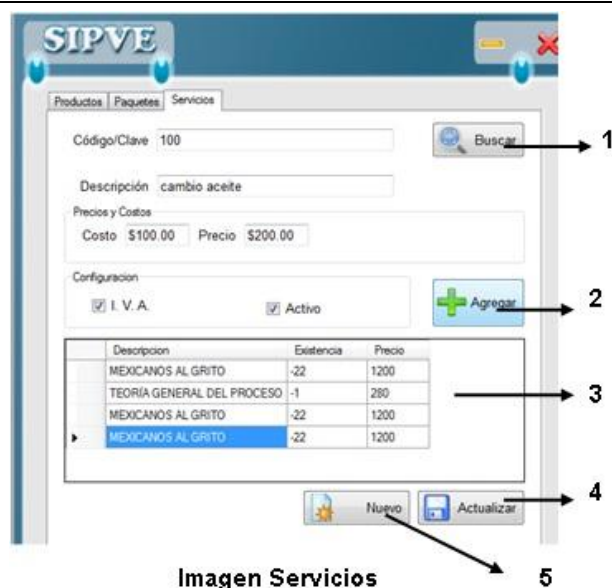 SIPVE
Productos Paquetes Servicios
Código/Clave 100 Buscar 1
Descripción cambio aceite
Precios y Costos
Costo $100.00 Precio $200.00
Configuracion
I. V. A. Activo Agregar 2
Descripcion Existencia Precio
MEXICANOS AL GRITO -22 1200
TEORÍA GENERAL DEL PROCESO -1 280 3
MEXICANOS AL GRITO -22 1200
MEXICANOS AL GRITO -22 1200
Nuevo Actualizar 4
Imagen Servicios 5